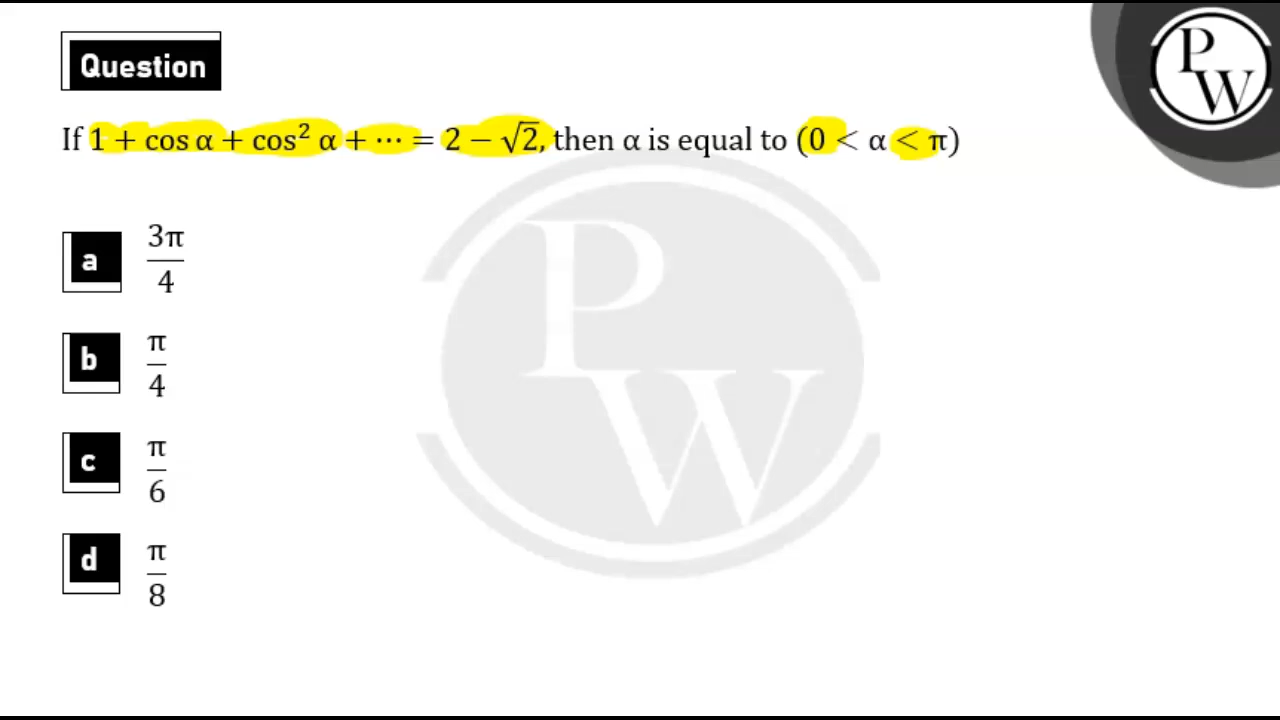 Question
P
W
If 1 + cos α + cos² α + ⋯ = 2 − √2, then α is equal to (0 < α < π)
a 3π/4
b π/4
c π/6
d π/8
P
W